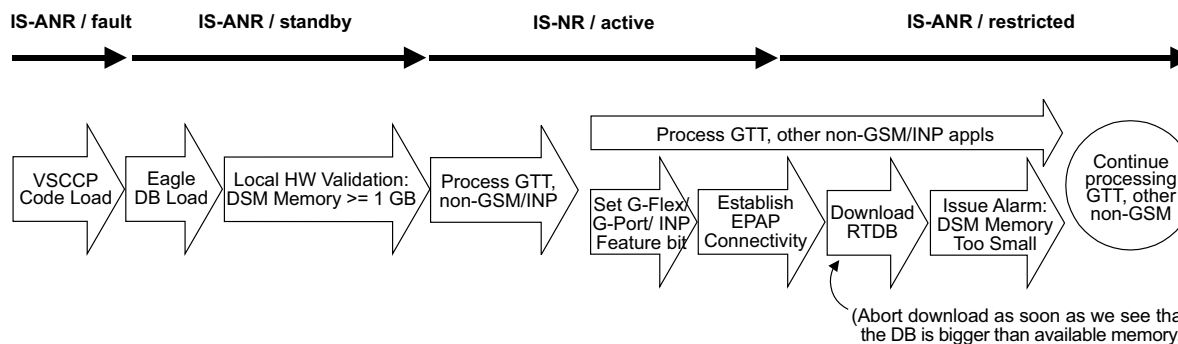 IS-ANR / fault
IS-ANR / standby
IS-NR / active
IS-ANR / restricted
VSCCP
Code Load
Eagle
DB Load
Local HW Validation:
DSM Memory >= 1 GB
Process GTT,
non-GSM/INP
Process GTT, other non-GSM/INP appls
Set G-Flex/
G-Port/ INP
Feature bit
Establish
EPAP
Connectivity
Download
RTDB
Issue Alarm:
DSM Memory
Too Small
Continue
processing
GTT, other
non-GSM
(Abort download as soon as we see tha
the DB is bigger than available memory